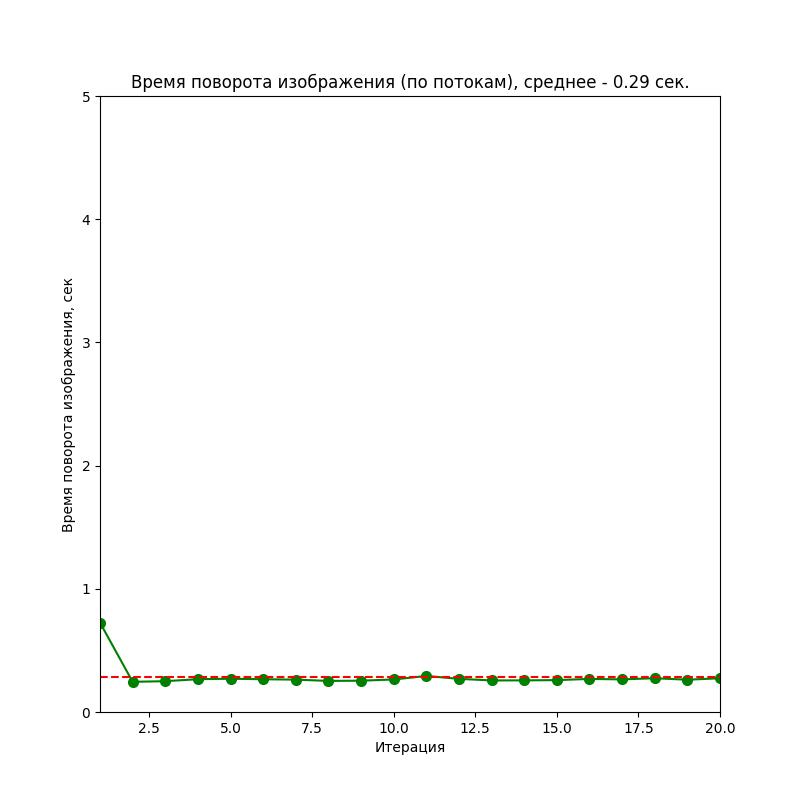 Время поворота изображения (по потокам), среднее - 0.29 сек.
5
4
3
2
1
0
Время поворота изображения, сек
2.5 5.0 7.5 10.0 12.5 15.0 17.5 20.0
Итерация